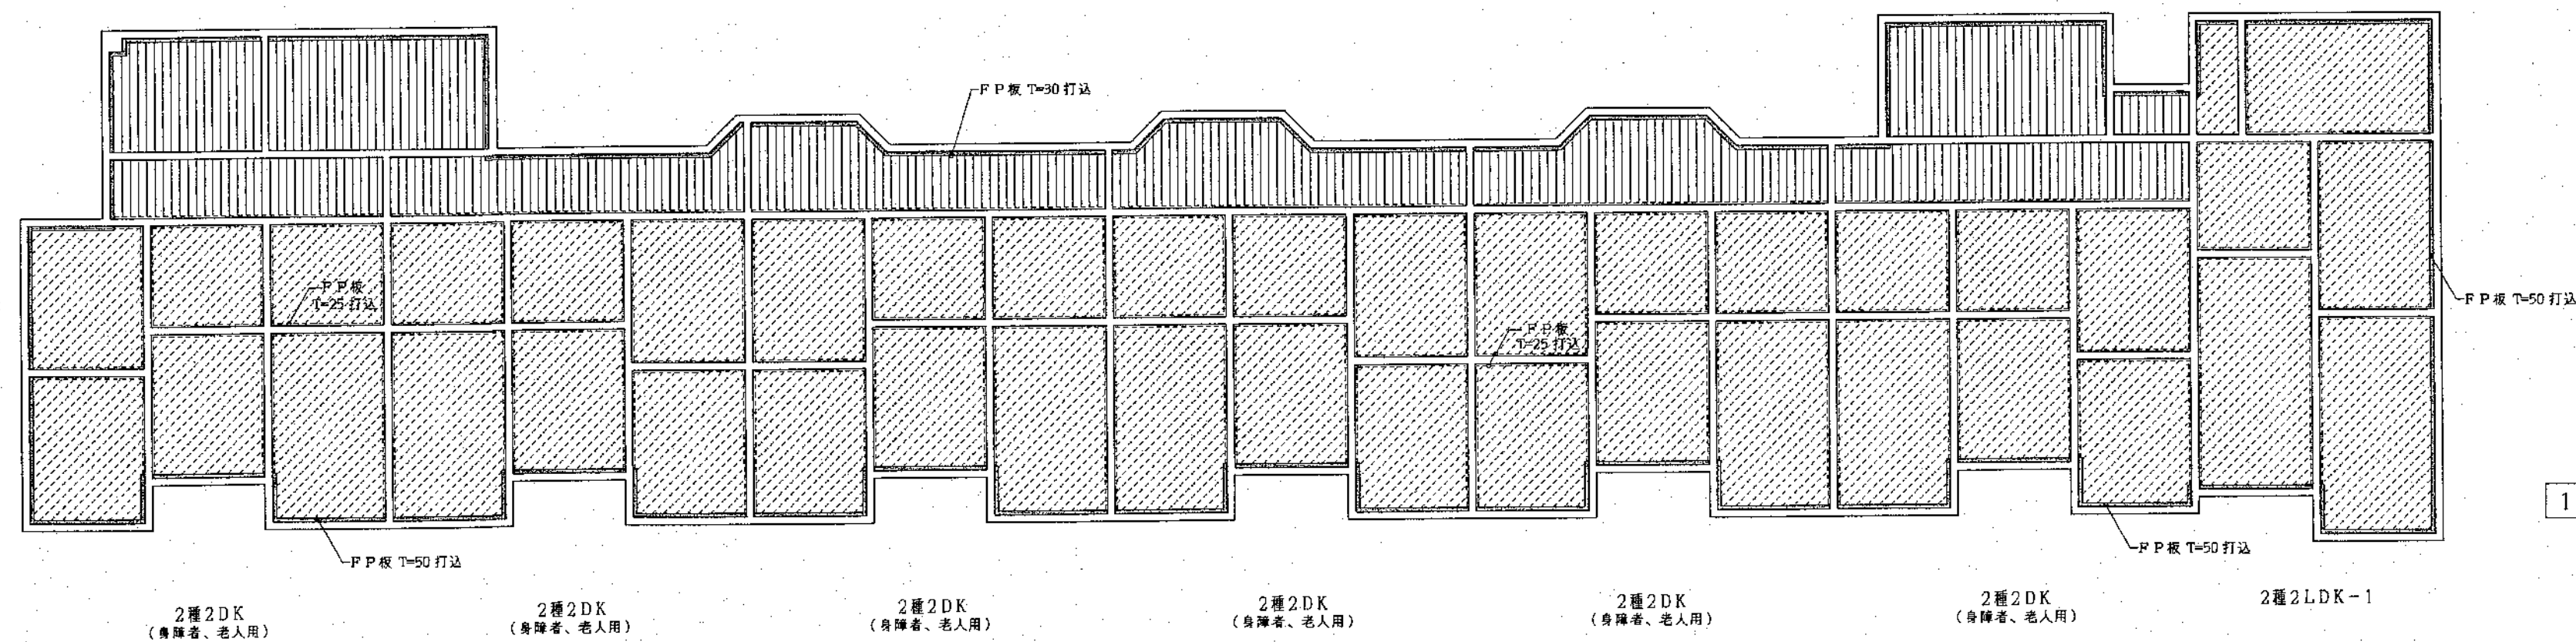 FP板 T=30 打込
FP板
T=25 打込
FP板 T=50 打込
FP板
T=25 打込
1
FP板 T=50 打込
FP板 T=50 打込
2種2DK
(身障者、老人用)
2種2DK
(身障者、老人用)
2種2DK
(身障者、老人用)
2種2DK
(身障者、老人用)
2種2DK
(身障者、老人用)
2種2DK
(身障者、老人用)
2種2LDK-1